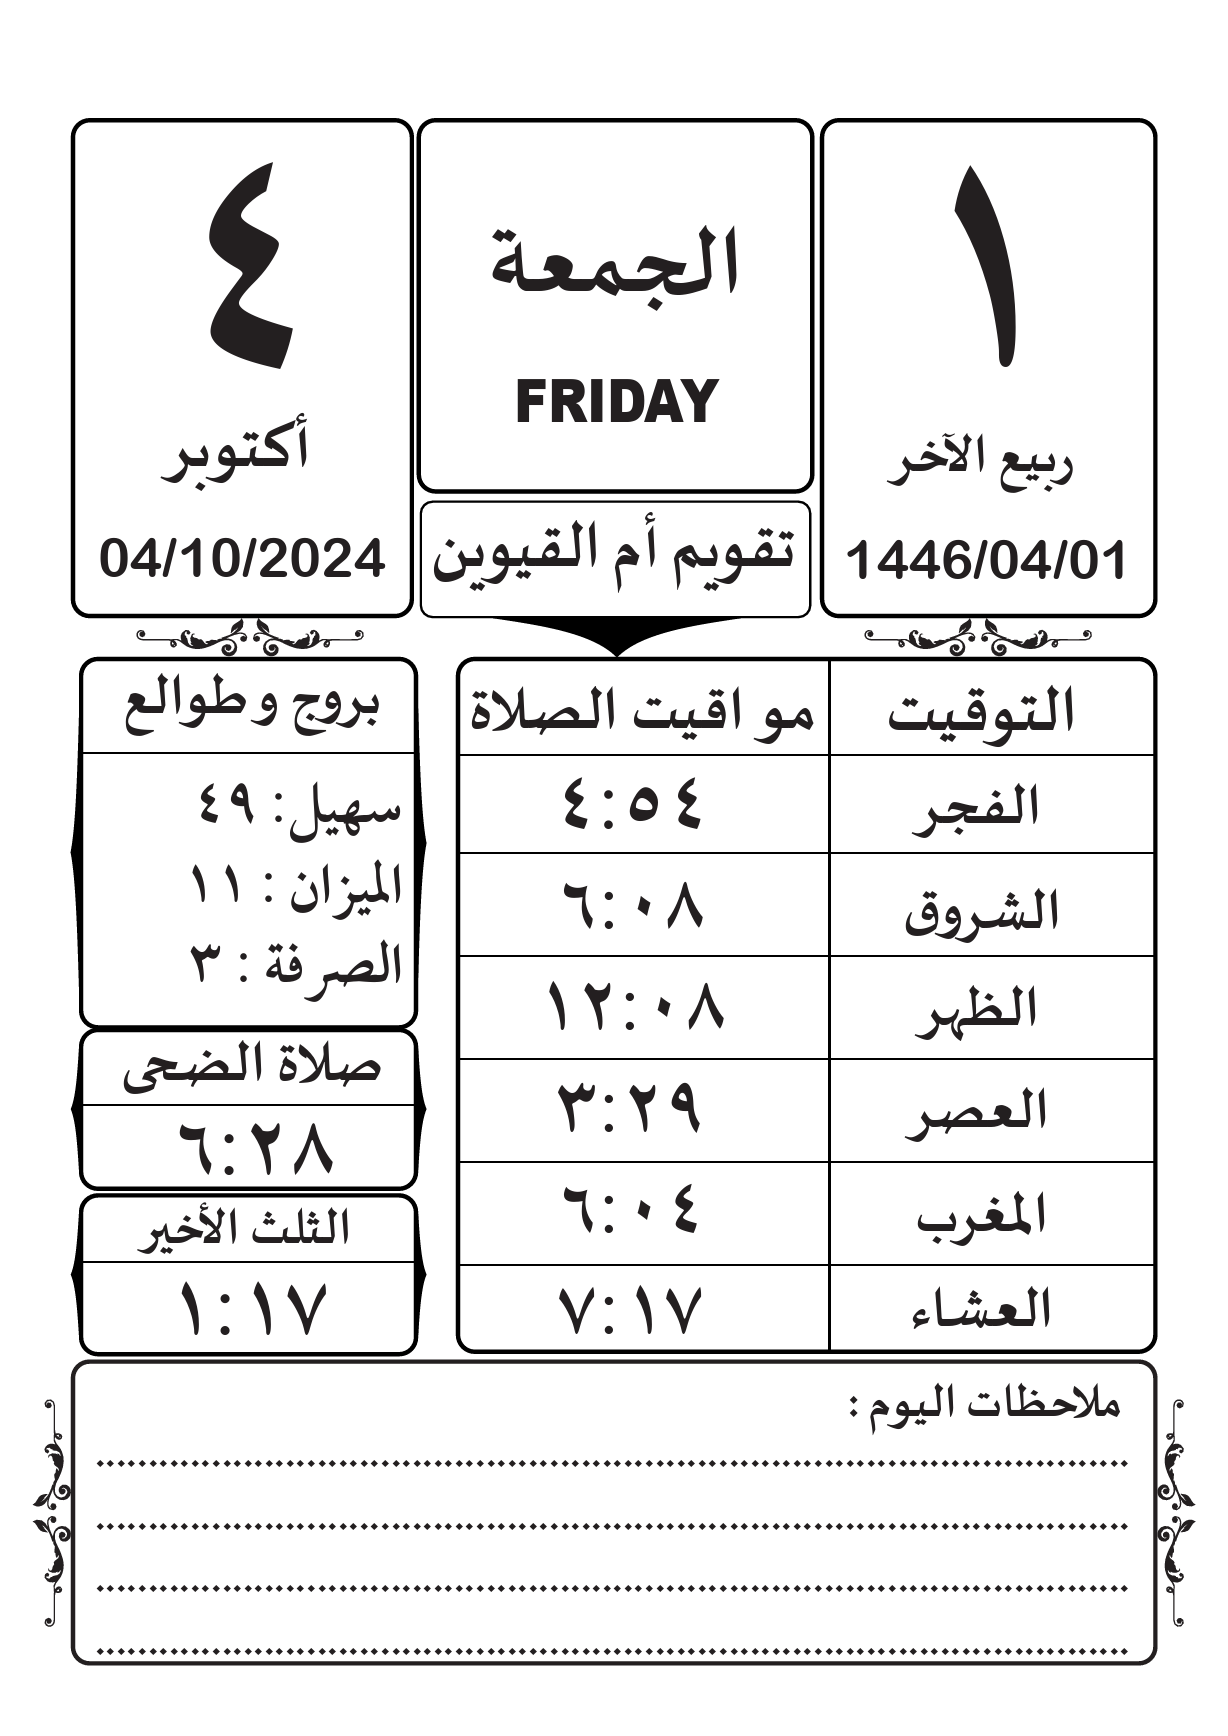 ١
ربيع الآخر
1446/04/01
الجمعة
FRIDAY
تقويم أم القيوين
٤
أكتوبر
04/10/2024
التوقيت مو اقيت الصلاة
الفجر ٤:٥٤
الشروق ٦:٠٨
الظهر ١٢:٠٨
العصر ٣:٢٩
المغرب ٦:٠٤
العشاء ٧:١٧
بروج وطوالع
سهيل: ٤٩
الميزان : ١١
الصرفة : ٣
صلاة الضحى
٦:٢٨
الثلث الأخير
١:١٧
ملاحظات اليوم :